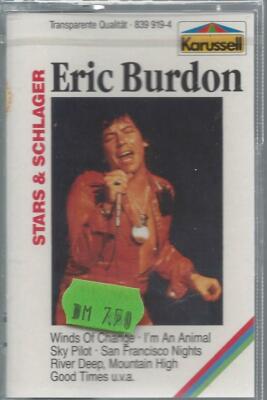 Transparente Qualität · 839 919-4
Karussell
STARS & SCHLAGER
Eric Burdon
DM 7.50
Winds Of Change · I'm An Animal
Sky Pilot · San Francisco Nights
River Deep, Mountain High
Good Times u.v.a.